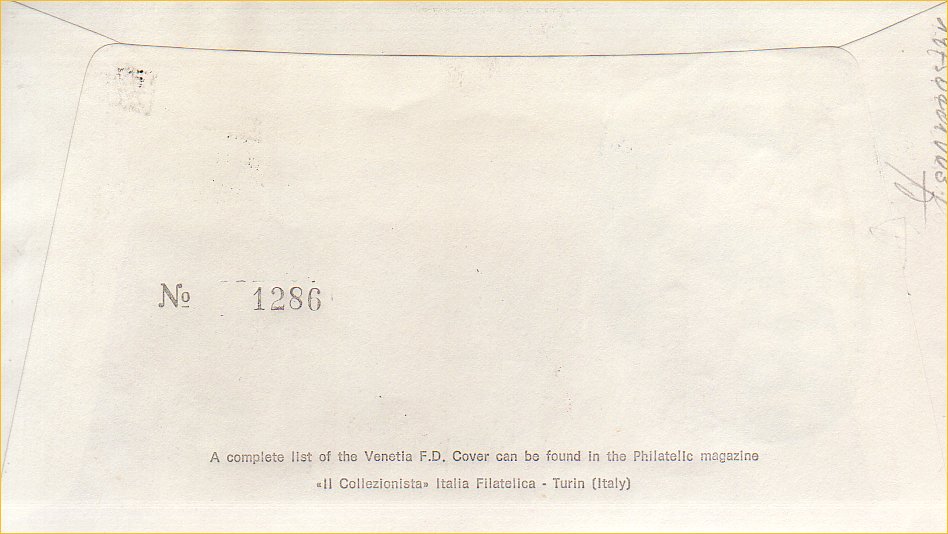 № 1286
A complete list of the Venetia F.D. Cover can be found in the Philatelic magazine
«Il Collezionista» Italia Filatelica - Turin (Italy)